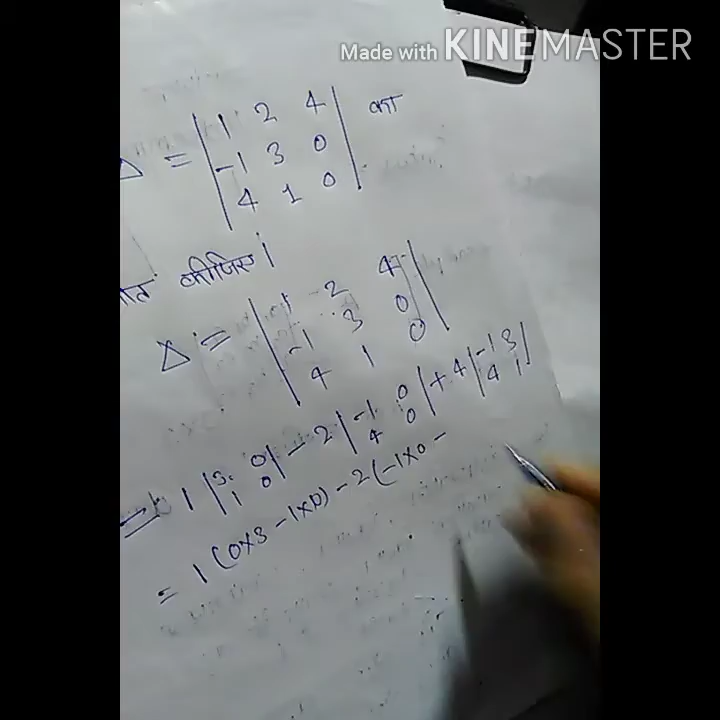 Made with KINEMASTER
Δ = | 1 2 4 | का
| -1 3 0 |
| 4 1 0 |
कीजिए।
Δ = | 1 2 4 |
| -1 3 0 |
| 4 1 0 |
= 1 | 3 0 | - 2 | -1 0 | + 4 | -1 3 |
| 1 0 | | 4 0 | | 4 1 |
= 1 (0×3 - 1×0) - 2 (-1×0 -